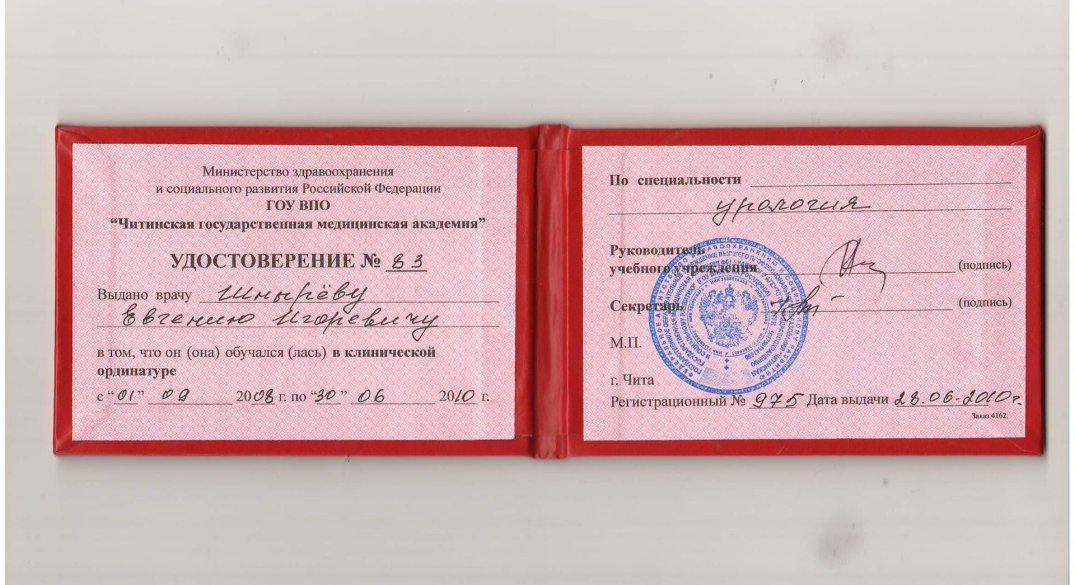 Министерство здравоохранения
и социального развития Российской Федерации
ГОУ ВПО
“Читинская государственная медицинская академия”
УДОСТОВЕРЕНИЕ № 83
Выдано врачу Шнырёву
Евгению Игоревичу
в том, что он (она) обучался (лась) в клинической
ординатуре
с “01” 09 2008 г. по “30” 06 2010 г.
По специальности
урология
Руководитель
учебного учреждения (подпись)
Секретарь (подпись)
М.П.
г. Чита
Регистрационный № 975 Дата выдачи 28.06.2010г.
Заказ 4162.